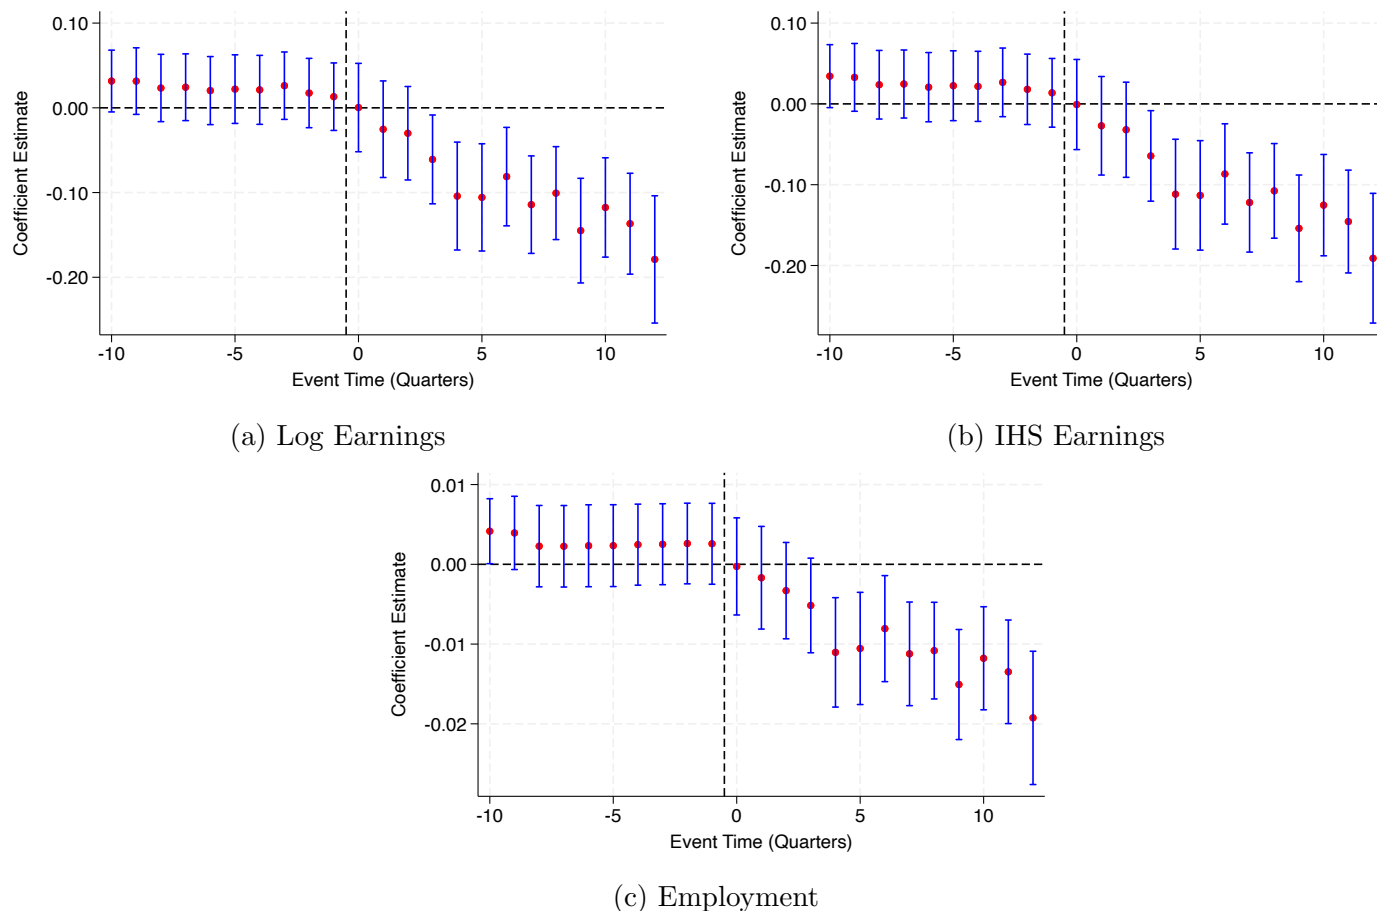 0.10
0.00
-0.10
-0.20
Coefficient Estimate
-10 -5 0 5 10
Event Time (Quarters)
(a) Log Earnings
0.10
0.00
-0.10
-0.20
Coefficient Estimate
-10 -5 0 5 10
Event Time (Quarters)
(b) IHS Earnings
0.01
0.00
-0.01
-0.02
Coefficient Estimate
-10 -5 0 5 10
Event Time (Quarters)
(c) Employment